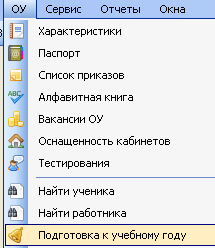 ОУ Сервис Отчеты Окна
Характеристики
Паспорт
Список приказов
Алфавитная книга
Вакансии ОУ
Оснащенность кабинетов
Тестирования
Найти ученика
Найти работника
Подготовка к учебному году